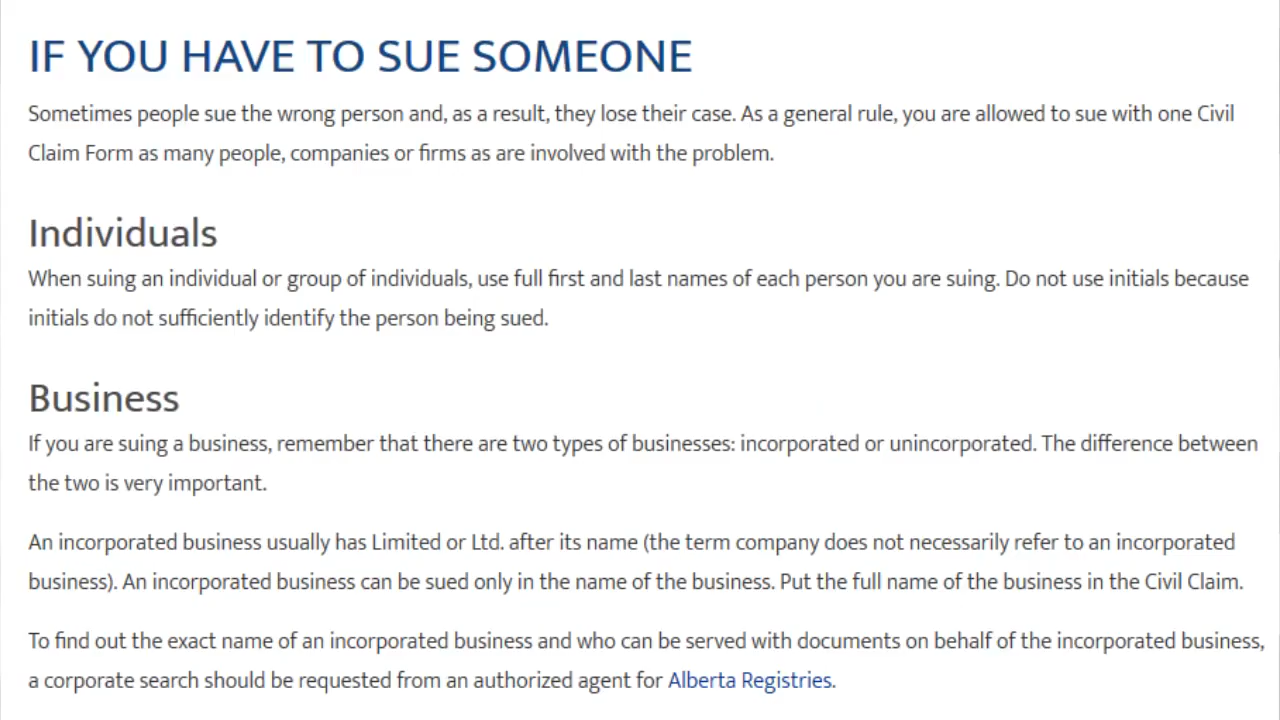 IF YOU HAVE TO SUE SOMEONE
Sometimes people sue the wrong person and, as a result, they lose their case. As a general rule, you are allowed to sue with one Civil
Claim Form as many people, companies or firms as are involved with the problem.
Individuals
When suing an individual or group of individuals, use full first and last names of each person you are suing. Do not use initials because
initials do not sufficiently identify the person being sued.
Business
If you are suing a business, remember that there are two types of businesses: incorporated or unincorporated. The difference between
the two is very important.
An incorporated business usually has Limited or Ltd. after its name (the term company does not necessarily refer to an incorporated
business). An incorporated business can be sued only in the name of the business. Put the full name of the business in the Civil Claim.
To find out the exact name of an incorporated business and who can be served with documents on behalf of the incorporated business,
a corporate search should be requested from an authorized agent for Alberta Registries.